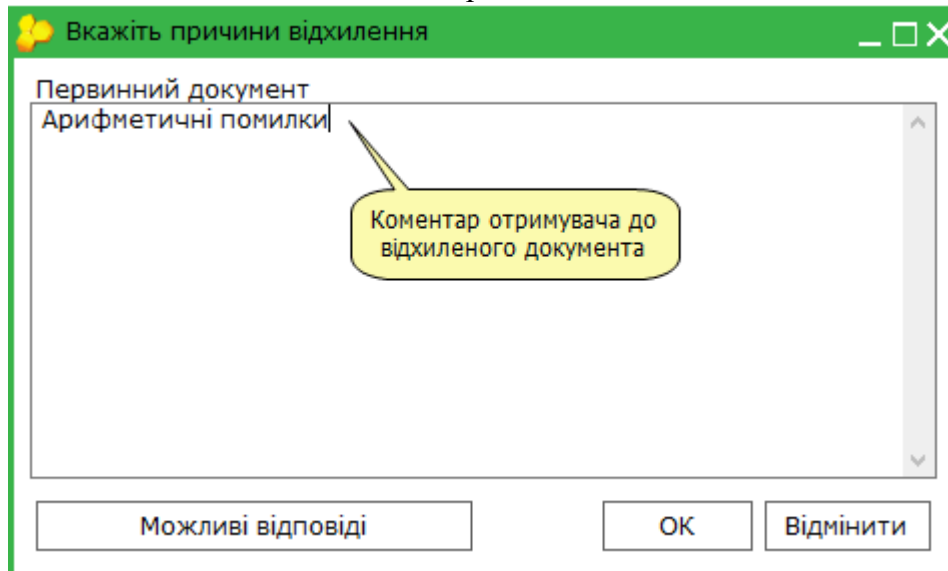 Вкажіть причини відхилення
Первинний документ
Арифметичні помилки
Коментар отримувача до
відхиленого документа
Можливі відповіді
ОК
Відмінити